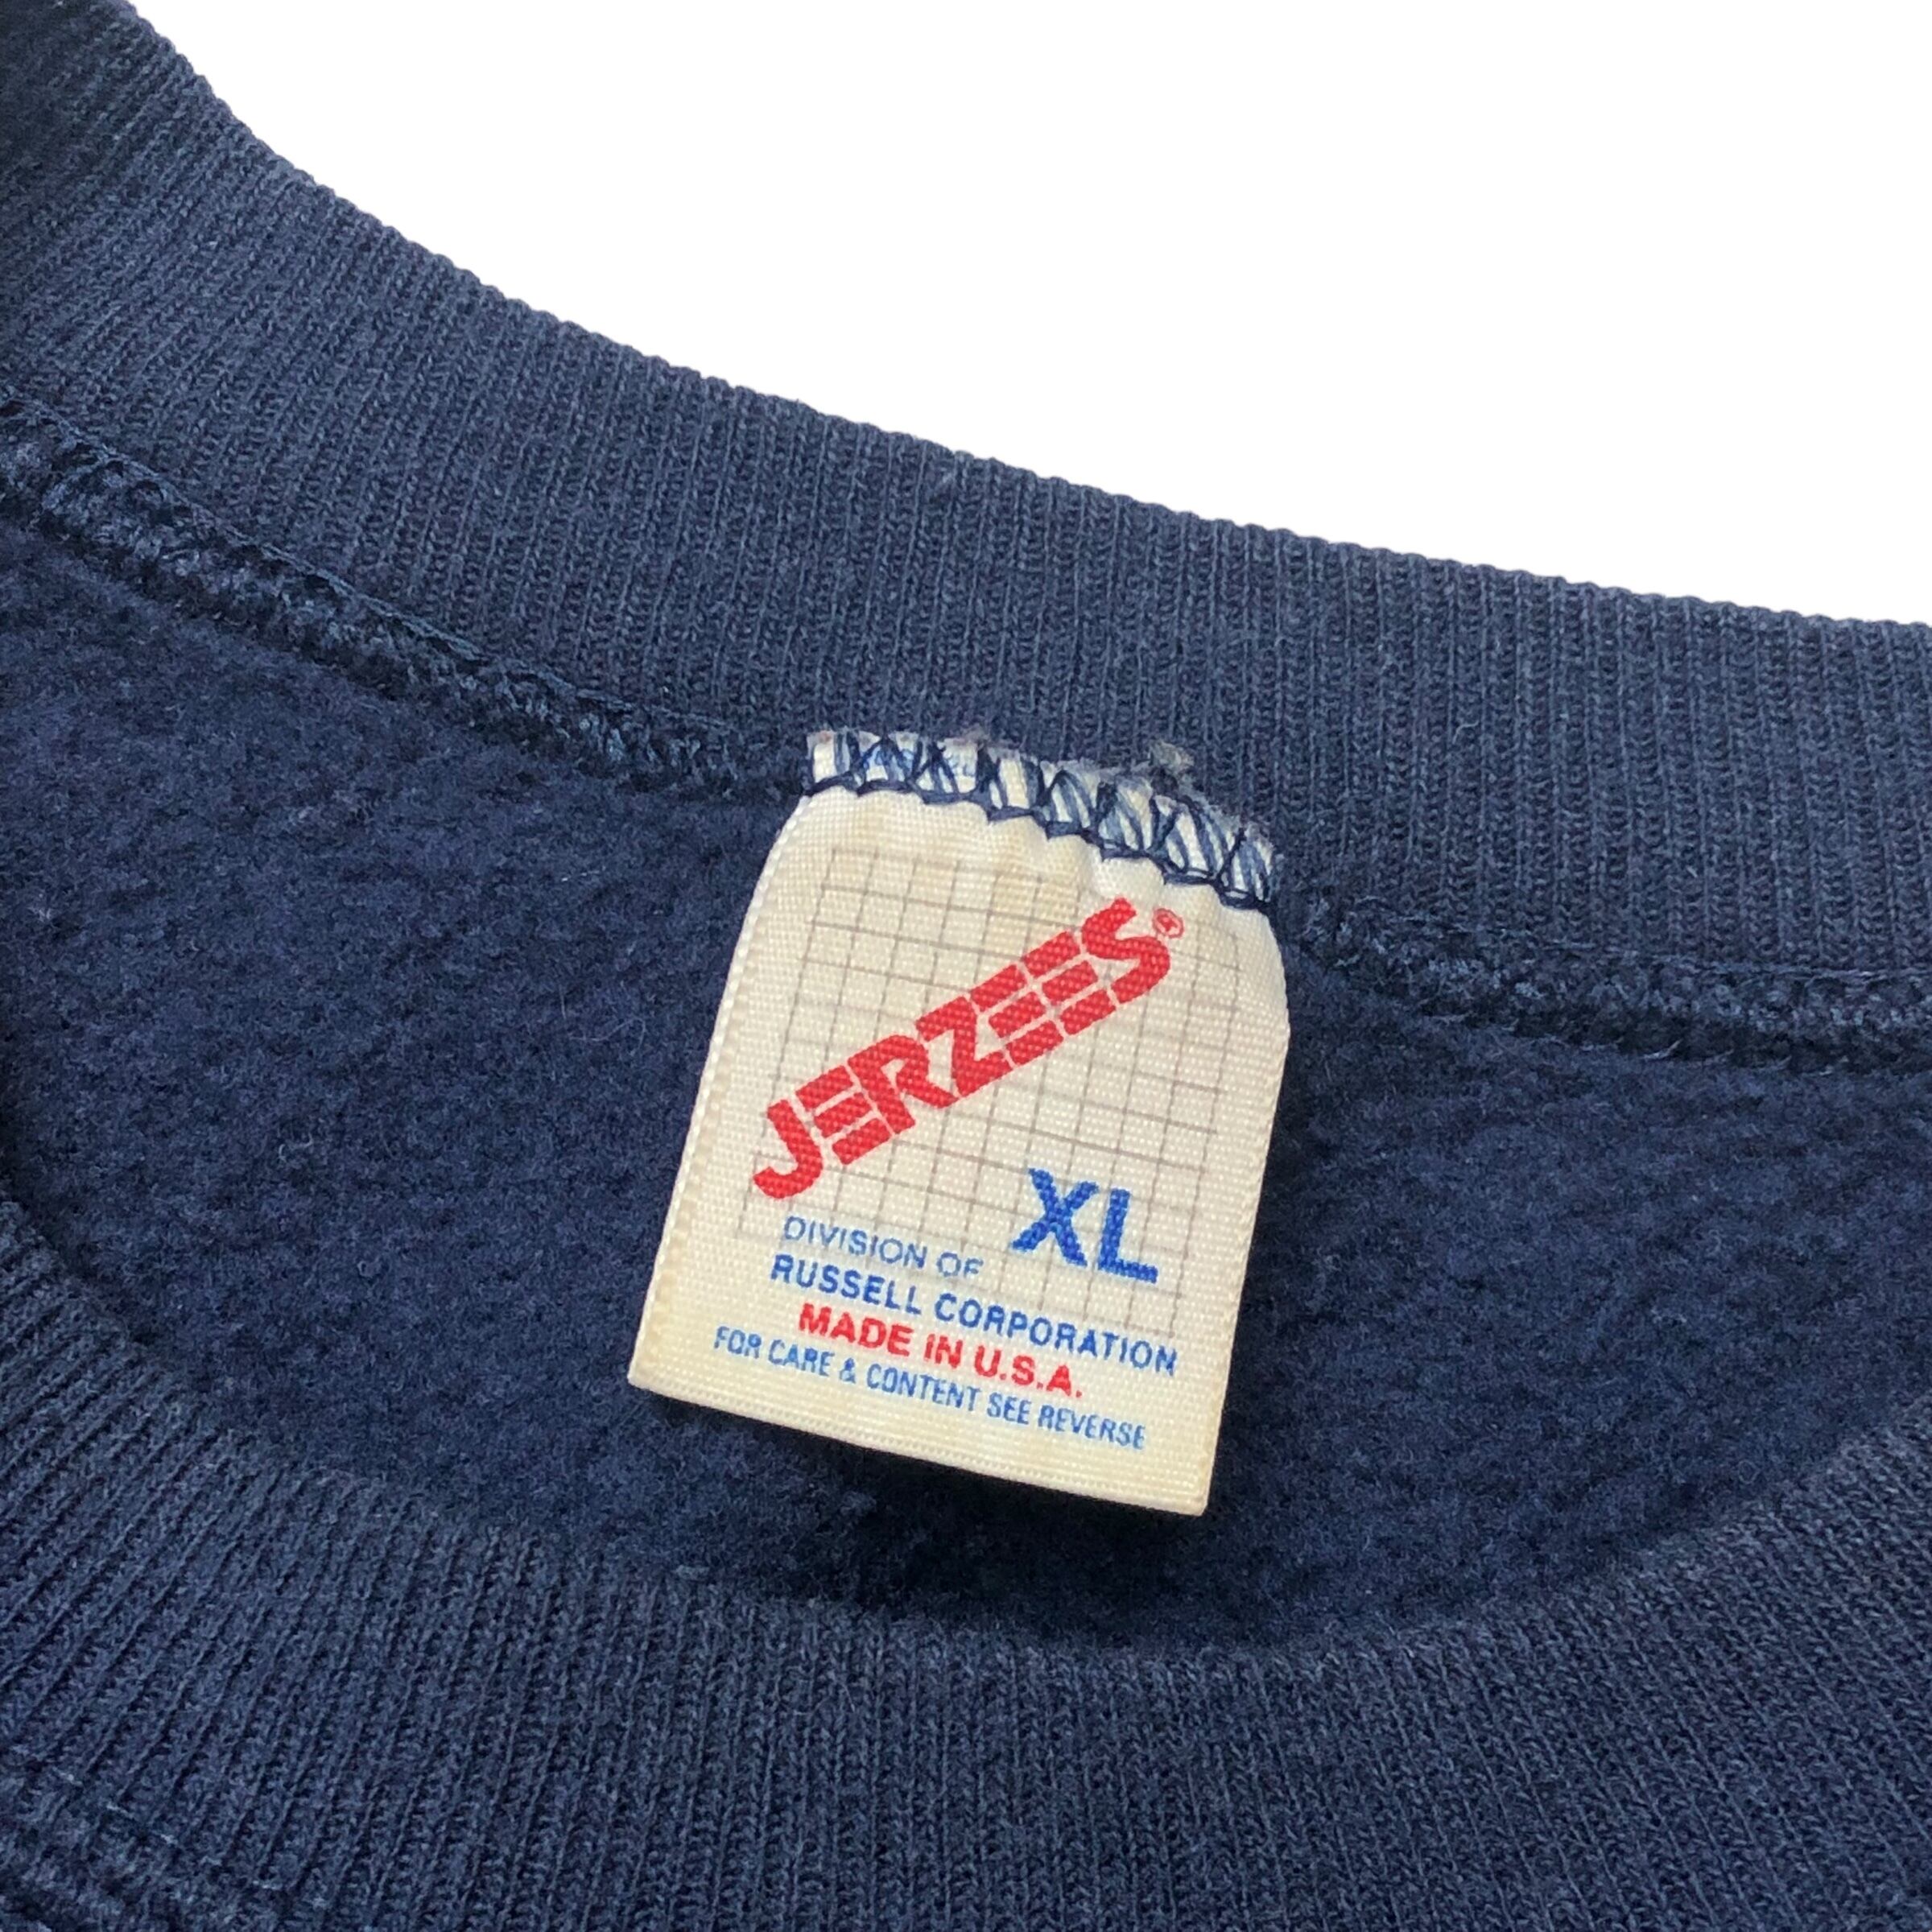 JERZEES®
XL
DIVISION OF
RUSSELL CORPORATION
MADE IN U.S.A.
FOR CARE & CONTENT SEE REVERSE